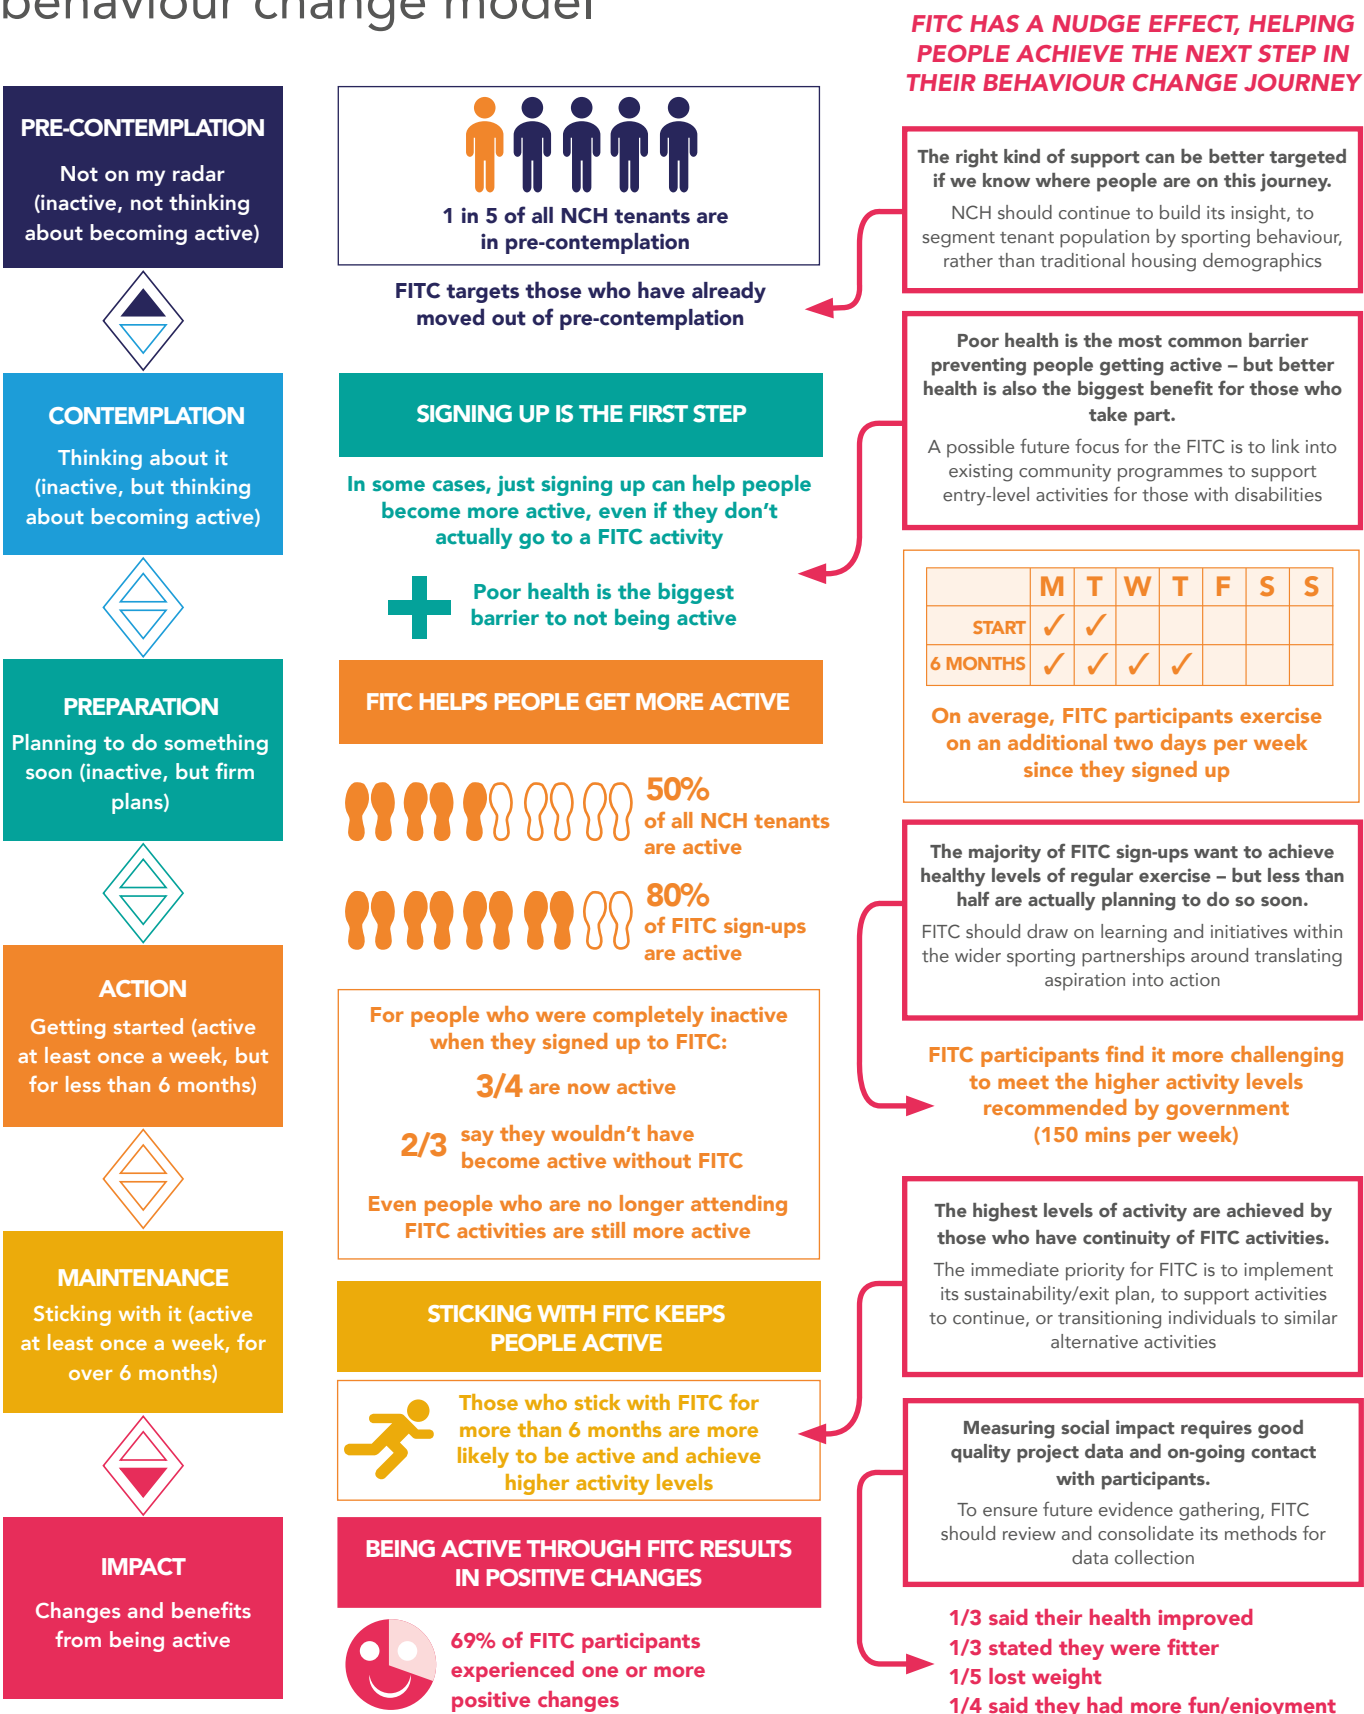 behaviour change model
FITC HAS A NUDGE EFFECT, HELPING
PEOPLE ACHIEVE THE NEXT STEP IN
THEIR BEHAVIOUR CHANGE JOURNEY
PRE-CONTEMPLATION
Not on my radar
(inactive, not thinking
about becoming active)
1 in 5 of all NCH tenants are
in pre-contemplation
FITC targets those who have already
moved out of pre-contemplation
The right kind of support can be better targeted
if we know where people are on this journey.
NCH should continue to build its insight, to
segment tenant population by sporting behaviour,
rather than traditional housing demographics
CONTEMPLATION
Thinking about it
(inactive, but thinking
about becoming active)
SIGNING UP IS THE FIRST STEP
In some cases, just signing up can help people
become more active, even if they don't
actually go to a FITC activity
Poor health is the biggest
barrier to not being active
Poor health is the most common barrier
preventing people getting active – but better
health is also the biggest benefit for those who
take part.
A possible future focus for the FITC is to link into
existing community programmes to support
entry-level activities for those with disabilities
M T W T F S S
START ✓ ✓
6 MONTHS ✓ ✓ ✓ ✓
On average, FITC participants exercise
on an additional two days per week
since they signed up
PREPARATION
Planning to do something
soon (inactive, but firm
plans)
FITC HELPS PEOPLE GET MORE ACTIVE
50%
of all NCH tenants
are active
80%
of FITC sign-ups
are active
The majority of FITC sign-ups want to achieve
healthy levels of regular exercise – but less than
half are actually planning to do so soon.
FITC should draw on learning and initiatives within
the wider sporting partnerships around translating
aspiration into action
ACTION
Getting started (active
at least once a week, but
for less than 6 months)
For people who were completely inactive
when they signed up to FITC:
3/4 are now active
2/3 say they wouldn't have
become active without FITC
Even people who are no longer attending
FITC activities are still more active
FITC participants find it more challenging
to meet the higher activity levels
recommended by government
(150 mins per week)
MAINTENANCE
Sticking with it (active
at least once a week, for
over 6 months)
STICKING WITH FITC KEEPS
PEOPLE ACTIVE
Those who stick with FITC for
more than 6 months are more
likely to be active and achieve
higher activity levels
The highest levels of activity are achieved by
those who have continuity of FITC activities.
The immediate priority for FITC is to implement
its sustainability/exit plan, to support activities
to continue, or transitioning individuals to similar
alternative activities
IMPACT
Changes and benefits
from being active
BEING ACTIVE THROUGH FITC RESULTS
IN POSITIVE CHANGES
69% of FITC participants
experienced one or more
positive changes
Measuring social impact requires good
quality project data and on-going contact
with participants.
To ensure future evidence gathering, FITC
should review and consolidate its methods for
data collection
1/3 said their health improved
1/3 stated they were fitter
1/5 lost weight
1/4 said they had more fun/enjoyment